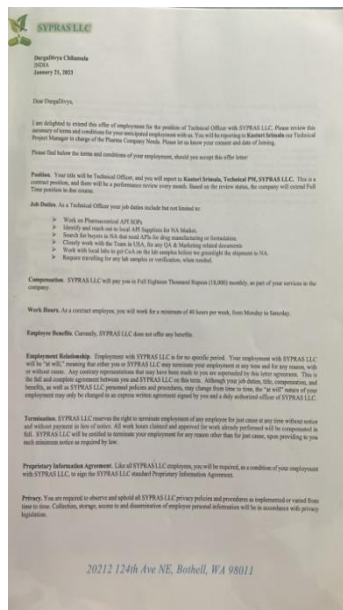 SYPRAS LLC
DurgaDivya Chilamala
INDIA
January 21, 2023
Dear DurgaDivya,
I am delighted to extend this offer of employment for the position of Technical Officer with SYPRAS LLC. Please review this
summary of terms and conditions for your anticipated employment with us. You will be reporting to Kasturi Srinsala our Technical
Project Manager in charge of the Pharma Company Needs. Please let us know your consent and date of Joining.
Please find below the terms and conditions of your employment, should you accept this offer letter
Position. Your title will be Technical Officer, and you will report to Kasturi Srinsala, Technical PM, SYPRAS LLC. This is a
contract position, and there will be a performance review every month. Based on the review status, the company will extend Full
Time position in due course.
Job Duties. As a Technical Officer your job duties include but not limited to:
Work on Pharmaceutical API SOPs
Identify and reach out to local API Suppliers for NA Market.
Search for buyers in NA that need APIs for drug manufacturing or formulation.
Closely work with the Team in USA, for any QA & Marketing related documents
Work with local labs to get CoA on the lab samples before we greenlight the shipment to NA.
Require travelling for any lab samples or verification, when needed.
Compensation. SYPRAS LLC will pay you in Full Eighteen Thousand Rupees (18,000) monthly, as part of your services in the
company.
Work Hours. As a contract employee, you will work for a minimum of 40 hours per week, from Monday to Saturday.
Employee Benefits. Currently, SYPRAS LLC does not offer any benefits.
Employment Relationship. Employment with SYPRAS LLC is for no specific period. Your employment with SYPRAS LLC
will be "at will," meaning that either you or SYPRAS LLC may terminate your employment at any time and for any reason, with
or without cause. Any contrary representations that may have been made to you are superseded by this letter agreement. This is
the full and complete agreement between you and SYPRAS LLC on this term. Although your job duties, title, compensation, and
benefits, as well as SYPRAS LLC personnel policies and procedures, may change from time to time, the "at will" nature of your
employment may only be changed in an express written agreement signed by you and a duly authorized officer of SYPRAS LLC.
Termination. SYPRAS LLC reserves the right to terminate employment of any employee for just cause at any time without notice
and without payment in lieu of notice. All work hours claimed and approved for work already performed will be compensated in
full. SYPRAS LLC will be entitled to terminate your employment for any reason other than for just cause, upon providing to you
such minimum notice as required by law.
Proprietary Information Agreement. Like all SYPRAS LLC employees, you will be required, as a condition of your employment
with SYPRAS LLC, to sign the SYPRAS LLC standard Proprietary Information Agreement.
Privacy. You are required to observe and uphold all SYPRAS LLC privacy policies and procedures as implemented or varied from
time to time. Collection, storage, access to and dissemination of employee personal information will be in accordance with privacy
legislation.
20212 124th Ave NE, Bothell, WA 98011